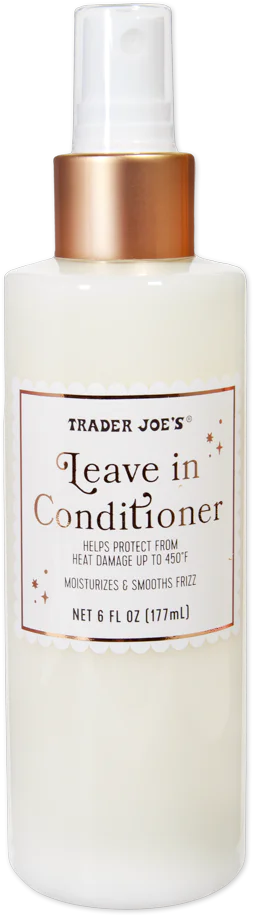 TRADER JOE'S®
Leave in
Conditioner
HELPS PROTECT FROM
HEAT DAMAGE UP TO 450°F
MOISTURIZES & SMOOTHS FRIZZ
NET 6 FL OZ (177mL)